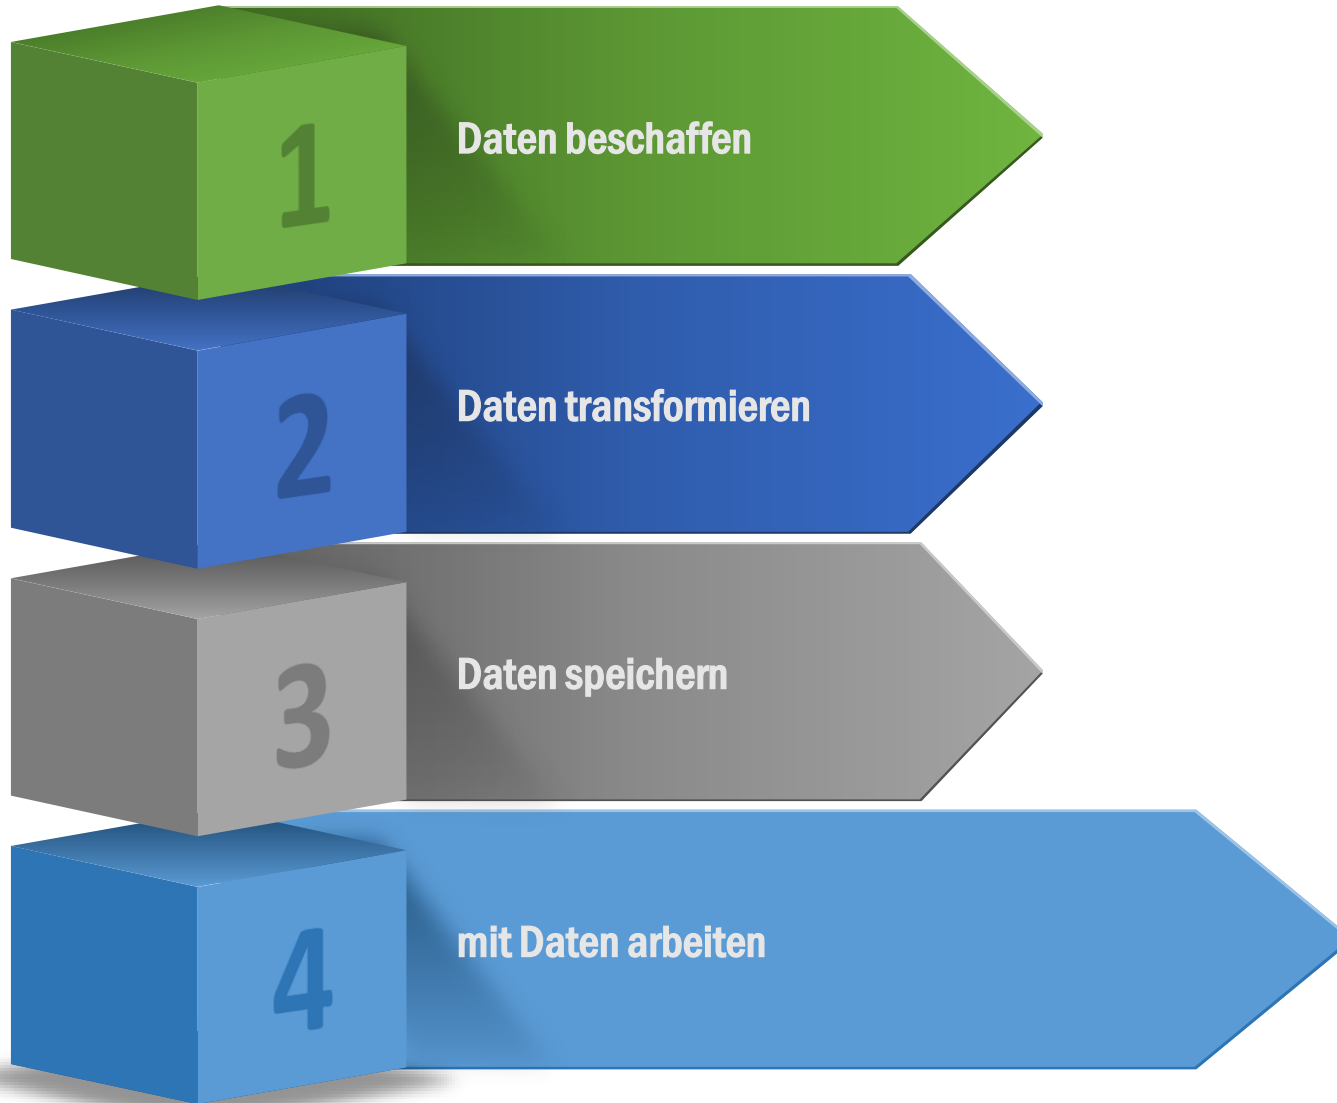 1
Daten beschaffen
2
Daten transformieren
3
Daten speichern
4
mit Daten arbeiten